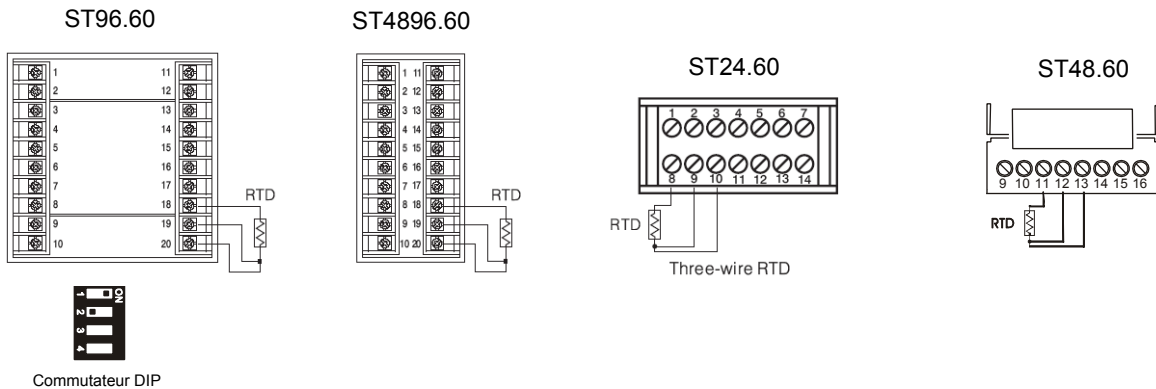 ST96.60
ST4896.60
ST24.60
ST48.60
1 11
2 12
3 13
4 14
5 15
6 16
7 17
8 18
9 19
10 20
RTD
1 11
2 12
3 13
4 14
5 15
6 16
7 17
8 18
9 19
10 20
RTD
1 2 3 4 5 6 7
8 9 10 11 12 13 14
RTD
Three-wire RTD
9 10 11 12 13 14 15 16
RTD
ON
1
2
3
4
Commutateur DIP